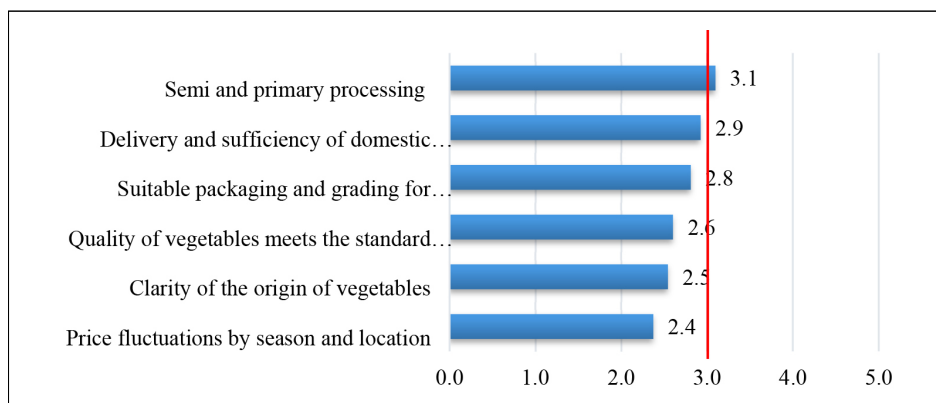 Semi and primary processing 3.1
Delivery and sufficiency of domestic… 2.9
Suitable packaging and grading for… 2.8
Quality of vegetables meets the standard… 2.6
Clarity of the origin of vegetables 2.5
Price fluctuations by season and location 2.4
0.0 1.0 2.0 3.0 4.0 5.0